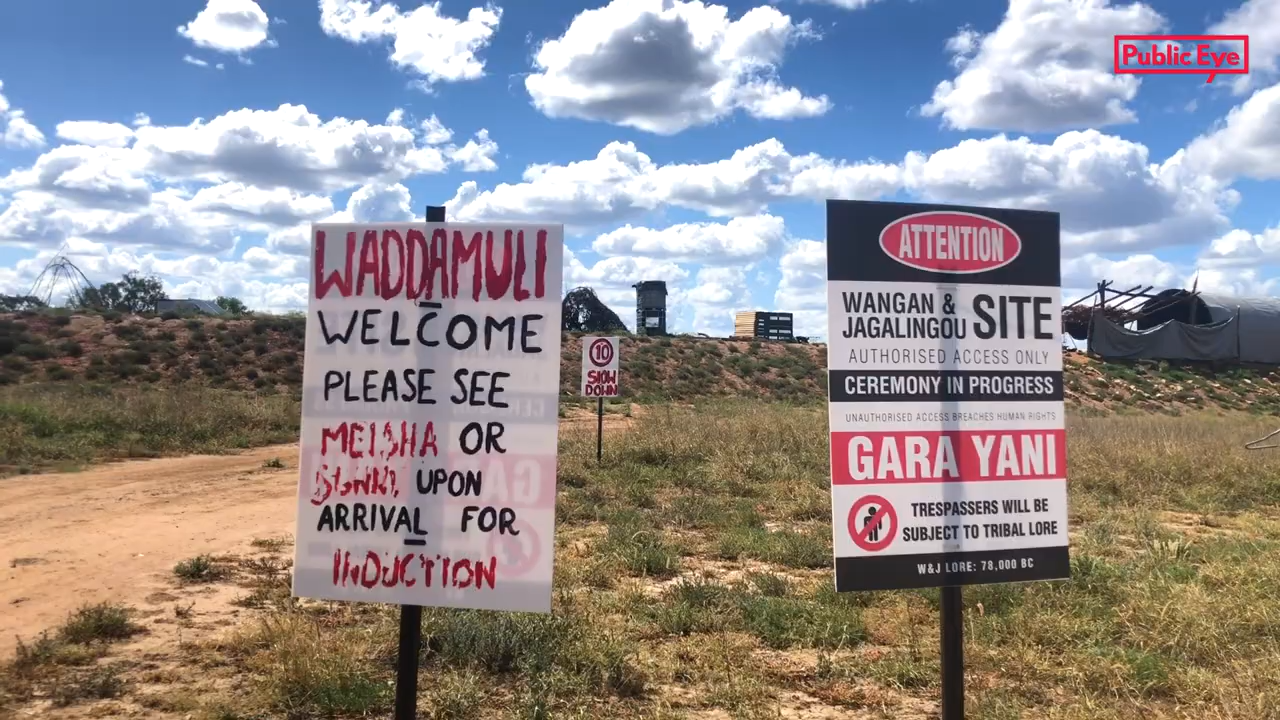 Public Eye
WADDAMULI
WELCOME
PLEASE SEE
MEISHA OR
UPON
ARRIVAL FOR
INDUCTION
10
SLOW
DOWN
ATTENTION
WANGAN &
JAGALINGOU SITE
AUTHORISED ACCESS ONLY
CEREMONY IN PROGRESS
UNAUTHORISED ACCESS BREACHES HUMAN RIGHTS
GARA YANI
TRESPASSERS WILL BE
SUBJECT TO TRIBAL LORE
W&J LORE: 78,000 BC